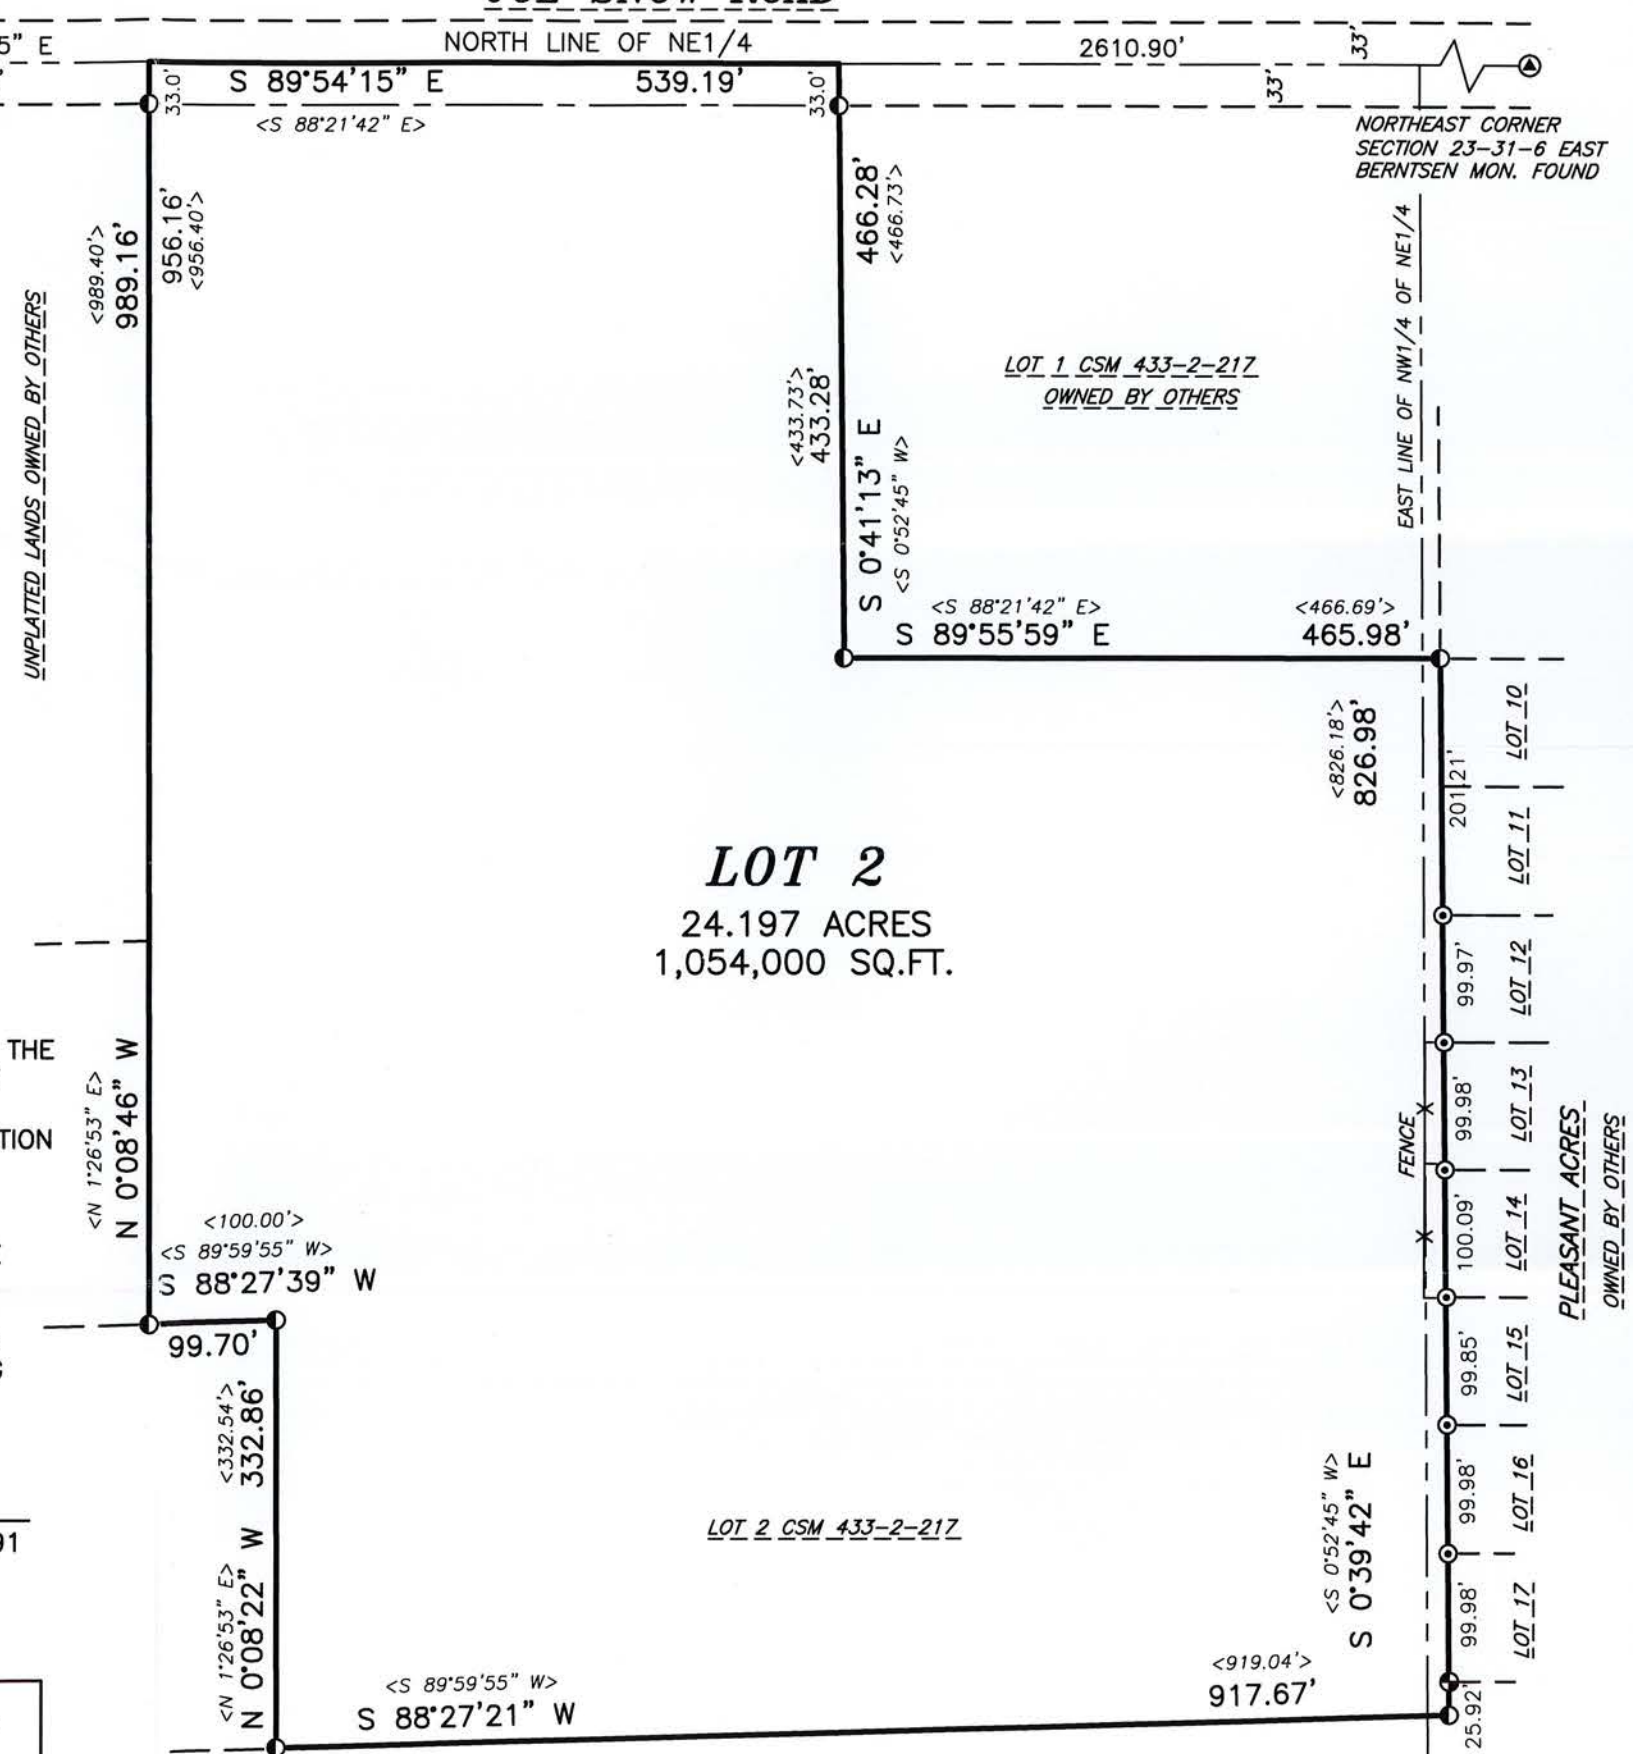 5" E
NORTH LINE OF NE1/4
2610.90'
33'
33'
S 89°54'15" E
539.19'
33.0'
33.0'
<S 88°21'42" E>
NORTHEAST CORNER
SECTION 23-31-6 EAST
BERNTSEN MON. FOUND
<989.40'>
989.16'
956.16'
<956.40'>
466.28'
<466.73'>
UNPLATTED LANDS OWNED BY OTHERS
<433.73'>
433.28'
S 0°41'13" E
<S 0°52'45" W>
LOT 1 CSM 433-2-217
OWNED BY OTHERS
EAST LINE OF NW1/4 OF NE1/4
<S 88°21'42" E>
S 89°55'59" E
<466.69'>
465.98'
<826.18'>
826.98'
201.21'
LOT 10
LOT 11
LOT 2
24.197 ACRES
1,054,000 SQ.FT.
99.97'
LOT 12
THE
TION
<N 1°26'53" E>
N 0°08'46" W
FENCE
99.98'
LOT 13
100.09'
LOT 14
PLEASANT ACRES
OWNED BY OTHERS
<100.00'>
<S 89°59'55" W>
S 88°27'39" W
99.70'
<332.54'>
332.86'
99.85'
LOT 15
<N 1°26'53" E>
N 0°08'22" W
LOT 2 CSM 433-2-217
91
<S 0°52'45" W>
S 0°39'42" E
99.98'
LOT 16
99.98'
LOT 17
<S 89°59'55" W>
S 88°27'21" W
<919.04'>
917.67'
25.92'